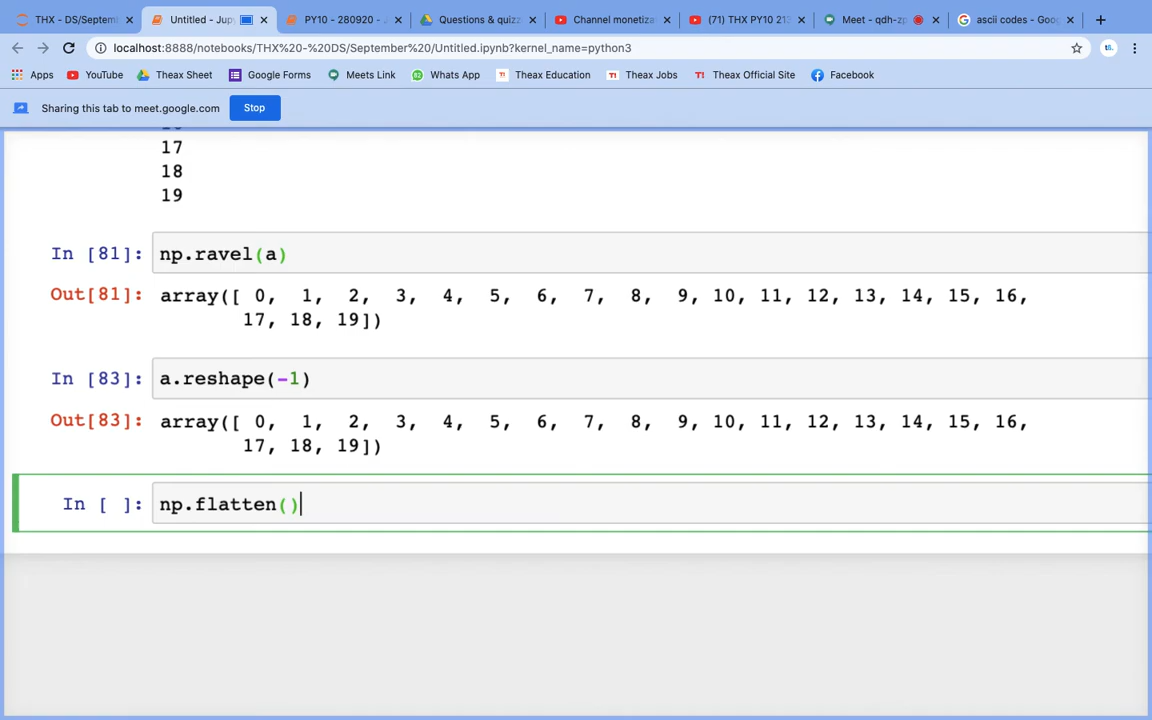 THX - DS/Septemb
Untitled - Jup
PY10 - 280920 - J
Questions & quizz
Channel monetiza
(71) THX PY10 213
Meet - qdh-zp
ascii codes - Goog
localhost:8888/notebooks/THX%20-%20DS/September%20/Untitled.ipynb?kernel_name=python3
Apps
YouTube
Theax Sheet
Google Forms
Meets Link
Whats App
Theax Education
Theax Jobs
Theax Official Site
Facebook
Sharing this tab to meet.google.com
Stop
17
18
19
In [81]: np.ravel(a)
Out[81]: array([ 0, 1, 2, 3, 4, 5, 6, 7, 8, 9, 10, 11, 12, 13, 14, 15, 16,
17, 18, 19])
In [83]: a.reshape(-1)
Out[83]: array([ 0, 1, 2, 3, 4, 5, 6, 7, 8, 9, 10, 11, 12, 13, 14, 15, 16,
17, 18, 19])
In [ ]: np.flatten()